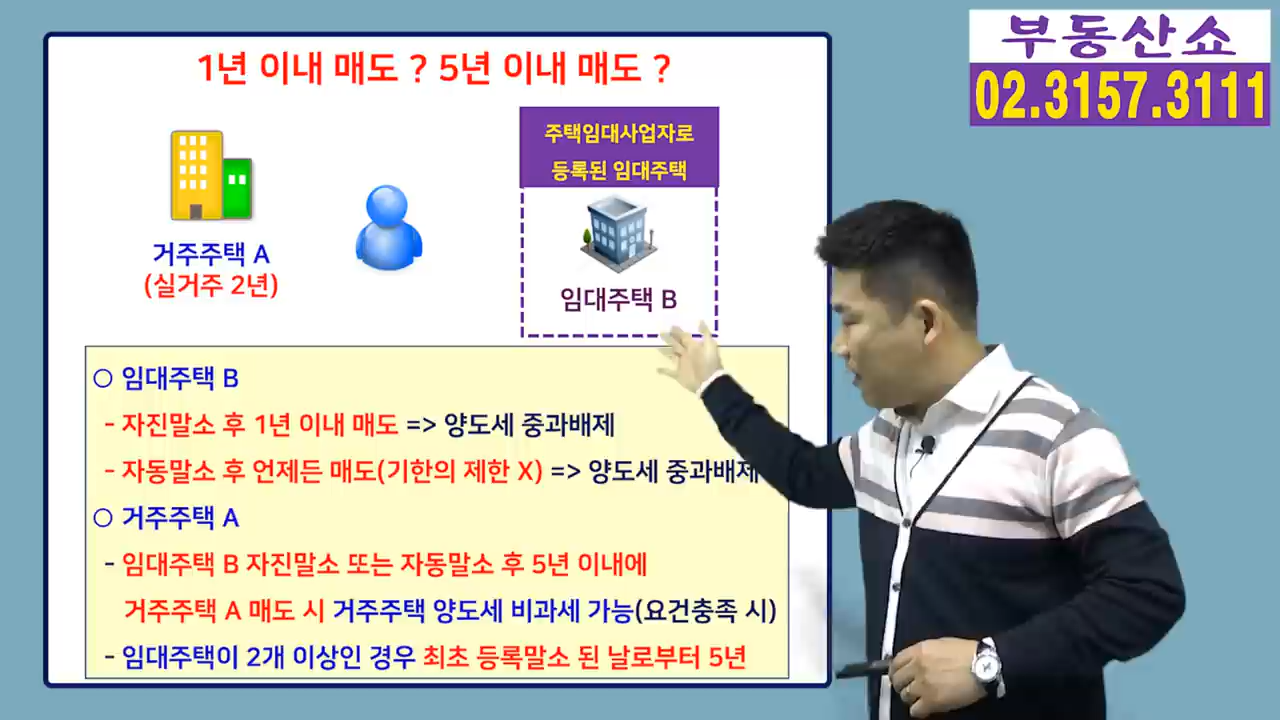 부동산쇼
02.3157.3111
1년 이내 매도 ? 5년 이내 매도 ?
주택임대사업자로
등록된 임대주택
거주주택 A
(실거주 2년)
임대주택 B
○ 임대주택 B
- 자진말소 후 1년 이내 매도 => 양도세 중과배제
- 자동말소 후 언제든 매도(기한의 제한 X) => 양도세 중과배제
○ 거주주택 A
- 임대주택 B 자진말소 또는 자동말소 후 5년 이내에
거주주택 A 매도 시 거주주택 양도세 비과세 가능(요건충족 시)
- 임대주택이 2개 이상인 경우 최초 등록말소 된 날로부터 5년